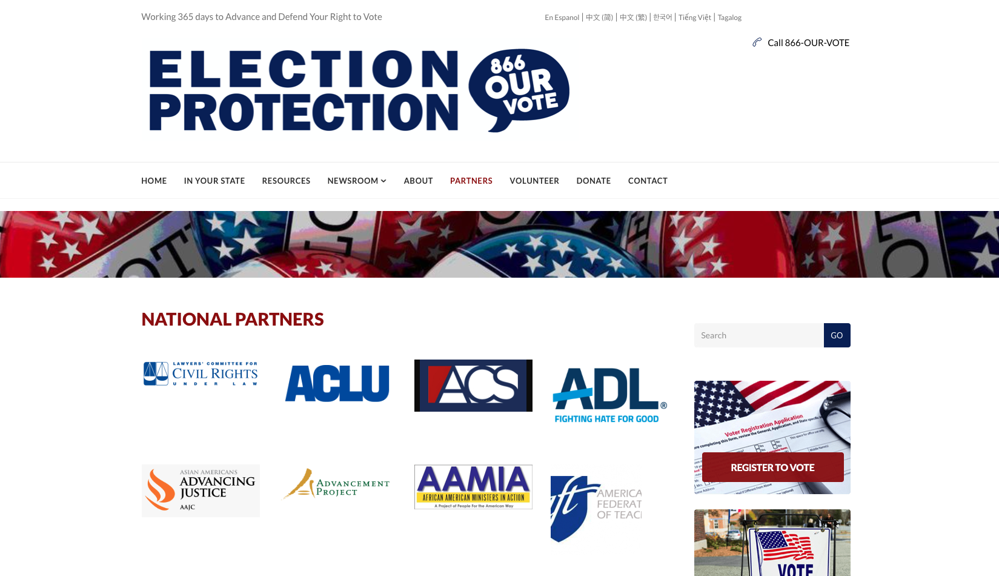 Working 365 days to Advance and Defend Your Right to Vote
En Espanol | 中文 (简) | 中文 (繁) | 한국어 | Tiếng Việt | Tagalog
Call 866-OUR-VOTE
ELECTION
PROTECTION
866
OUR
VOTE
HOME IN YOUR STATE RESOURCES NEWSROOM ABOUT PARTNERS VOLUNTEER DONATE CONTACT
NATIONAL PARTNERS
Search
GO
LAWYERS' COMMITTEE FOR
CIVIL RIGHTS
UNDER LAW
ACLU
ACS
ADL®
FIGHTING HATE FOR GOOD
Voter Registration Application
REGISTER TO VOTE
ASIAN AMERICANS
ADVANCING
JUSTICE
AAJC
ADVANCEMENT
PROJECT
AAMIA
AFRICAN AMERICAN MINISTERS IN ACTION
A Project of People For the American Way
aft
AMERICA
FEDERAT
OF TEAC
VOTE